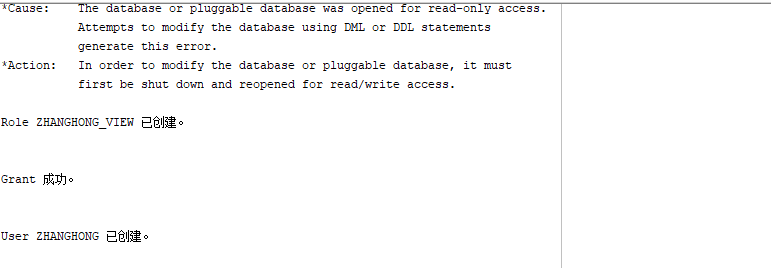 *Cause:    The database or pluggable database was opened for read-only access.
           Attempts to modify the database using DML or DDL statements
           generate this error.
*Action:   In order to modify the database or pluggable database, it must
           first be shut down and reopened for read/write access.
Role ZHANGHONG_VIEW 已创建。
Grant 成功。
User ZHANGHONG 已创建。